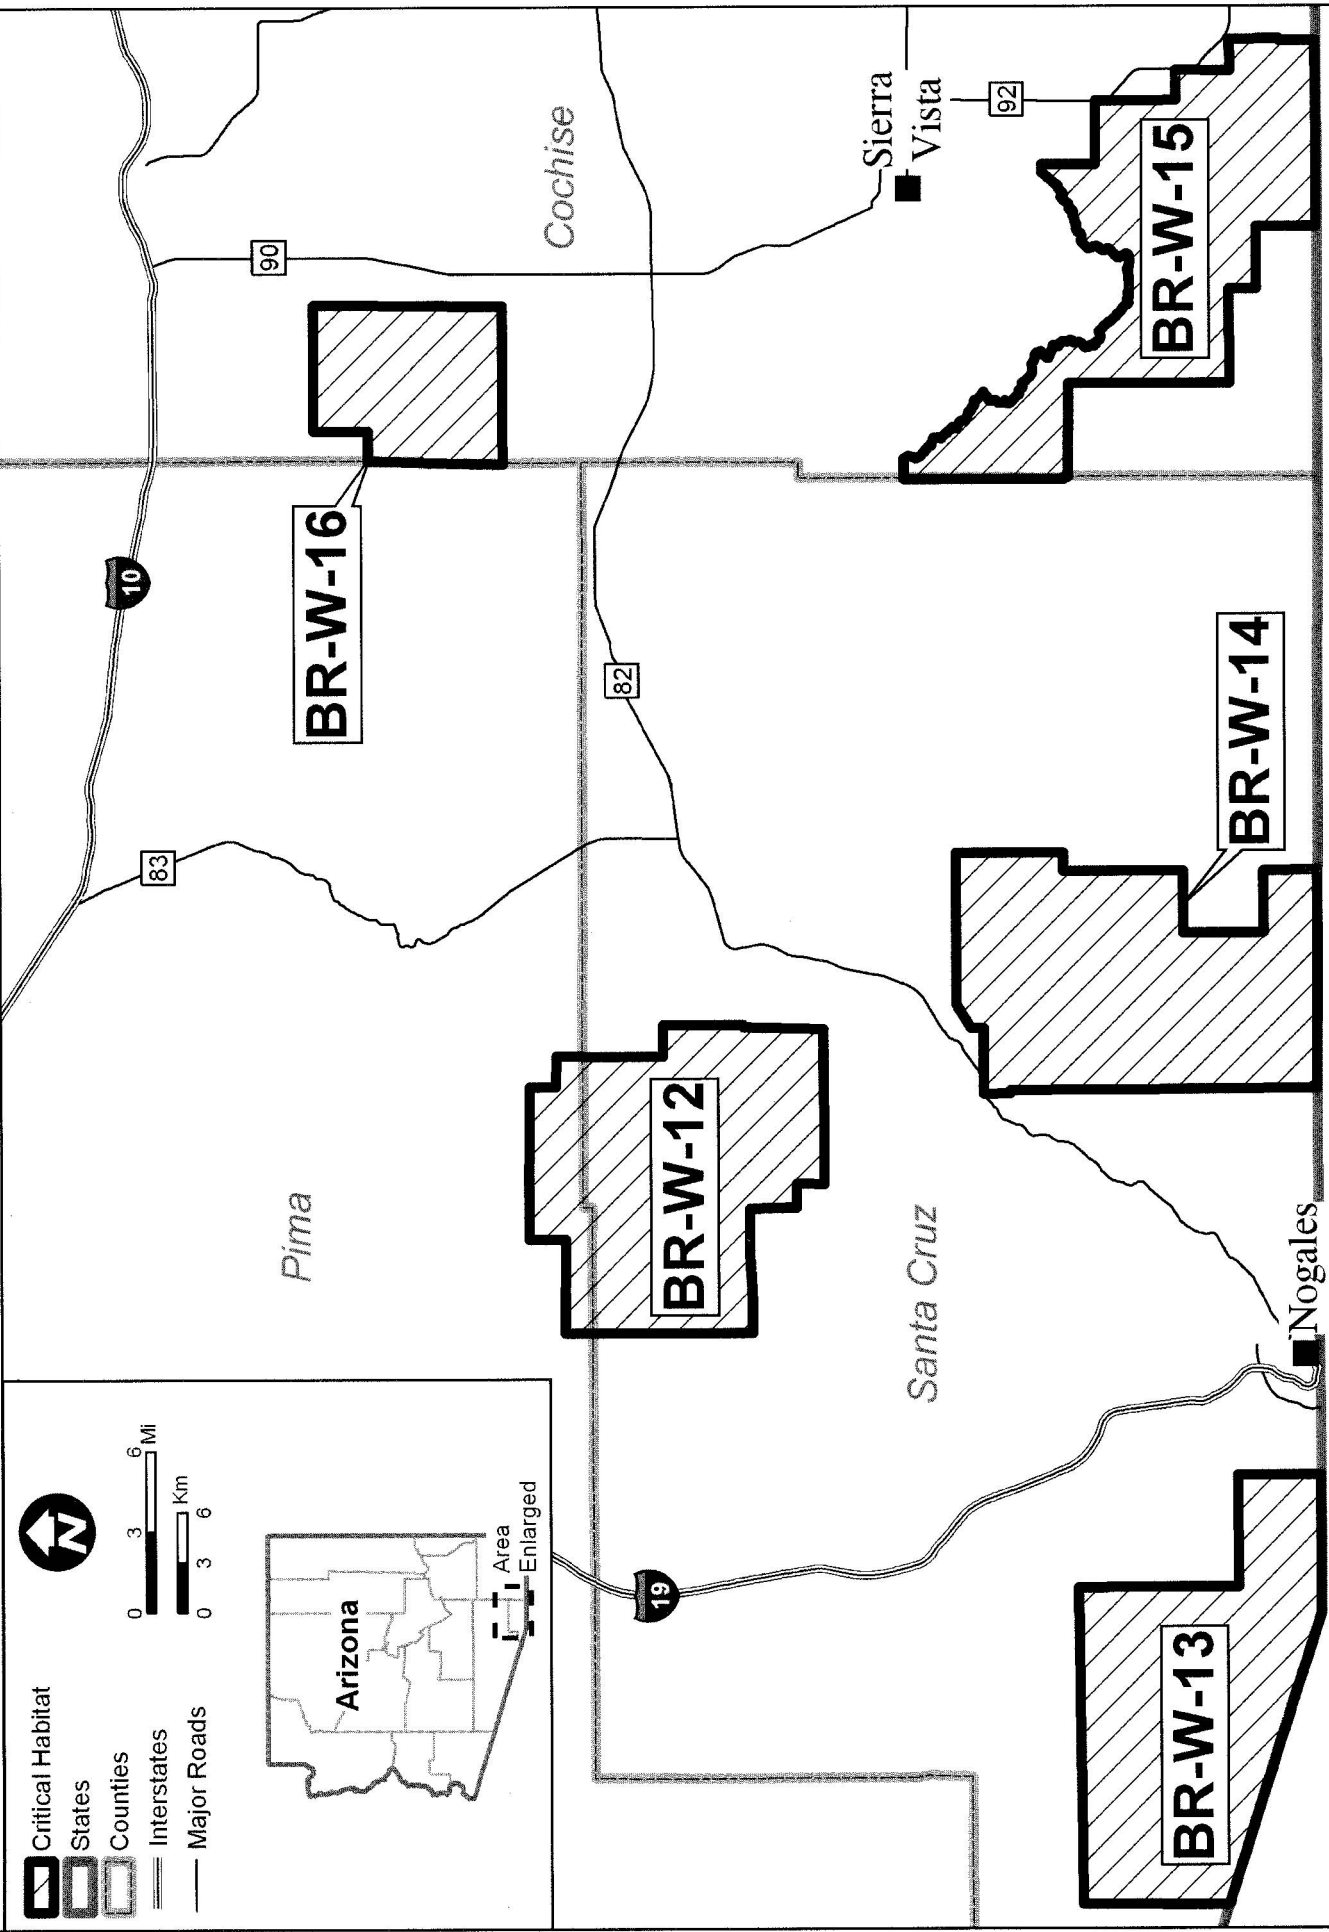 Critical Habitat
States
Counties
Interstates
Major Roads
N
0 3 6 Mi
Km
0 3 6
Arizona
Area
Enlarged
10
83
90
BR-W-16
Pima
Cochise
82
BR-W-12
19
Sierra
Vista
92
Santa Cruz
BR-W-15
BR-W-14
BR-W-13
Nogales